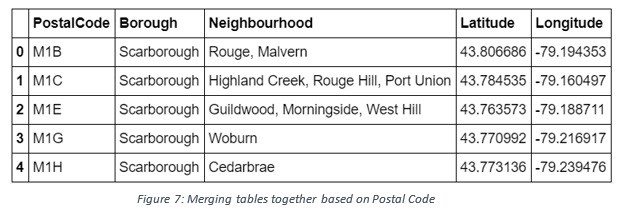 PostalCode Borough Neighbourhood Latitude Longitude
0 M1B Scarborough Rouge, Malvern 43.806686 -79.194353
1 M1C Scarborough Highland Creek, Rouge Hill, Port Union 43.784535 -79.160497
2 M1E Scarborough Guildwood, Morningside, West Hill 43.763573 -79.188711
3 M1G Scarborough Woburn 43.770992 -79.216917
4 M1H Scarborough Cedarbrae 43.773136 -79.239476
Figure 7: Merging tables together based on Postal Code